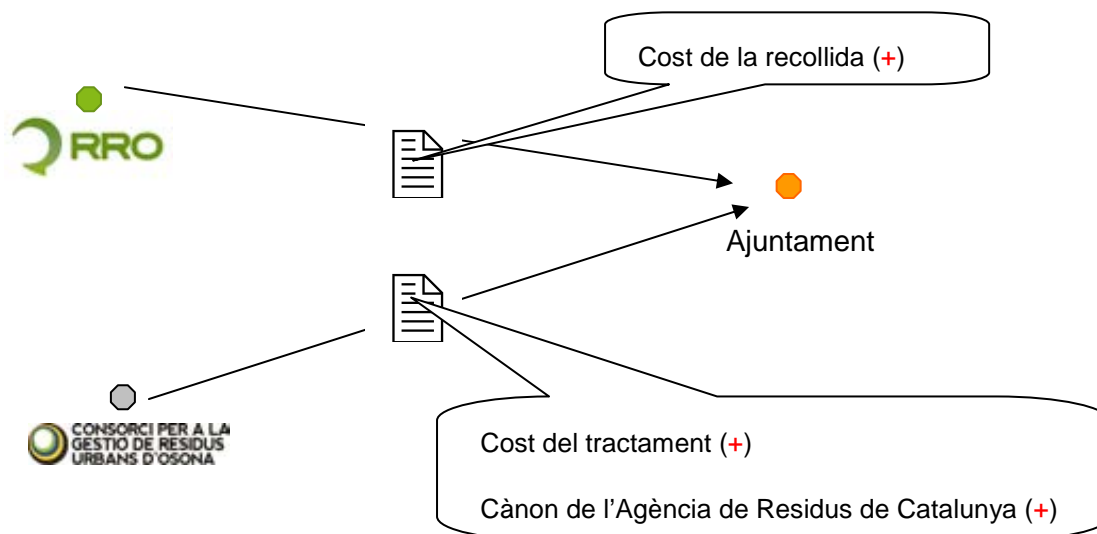 Cost de la recollida (+)
RRO
Ajuntament
CONSORCI PER A LA
GESTIÓ DE RESIDUS
URBANS D'OSONA
Cost del tractament (+)
Cànon de l’Agència de Residus de Catalunya (+)